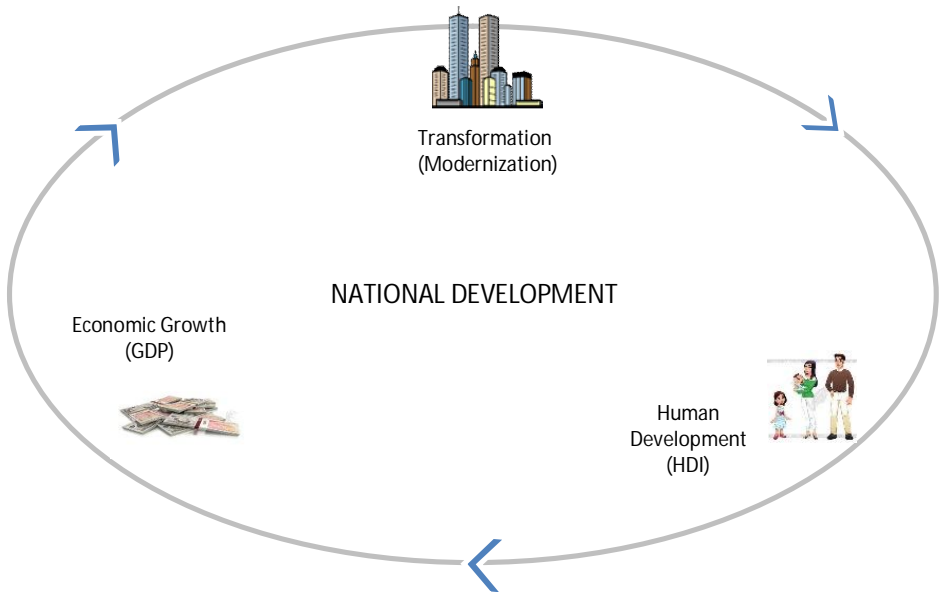 Transformation
(Modernization)
NATIONAL DEVELOPMENT
Economic Growth
(GDP)
Human
Development
(HDI)